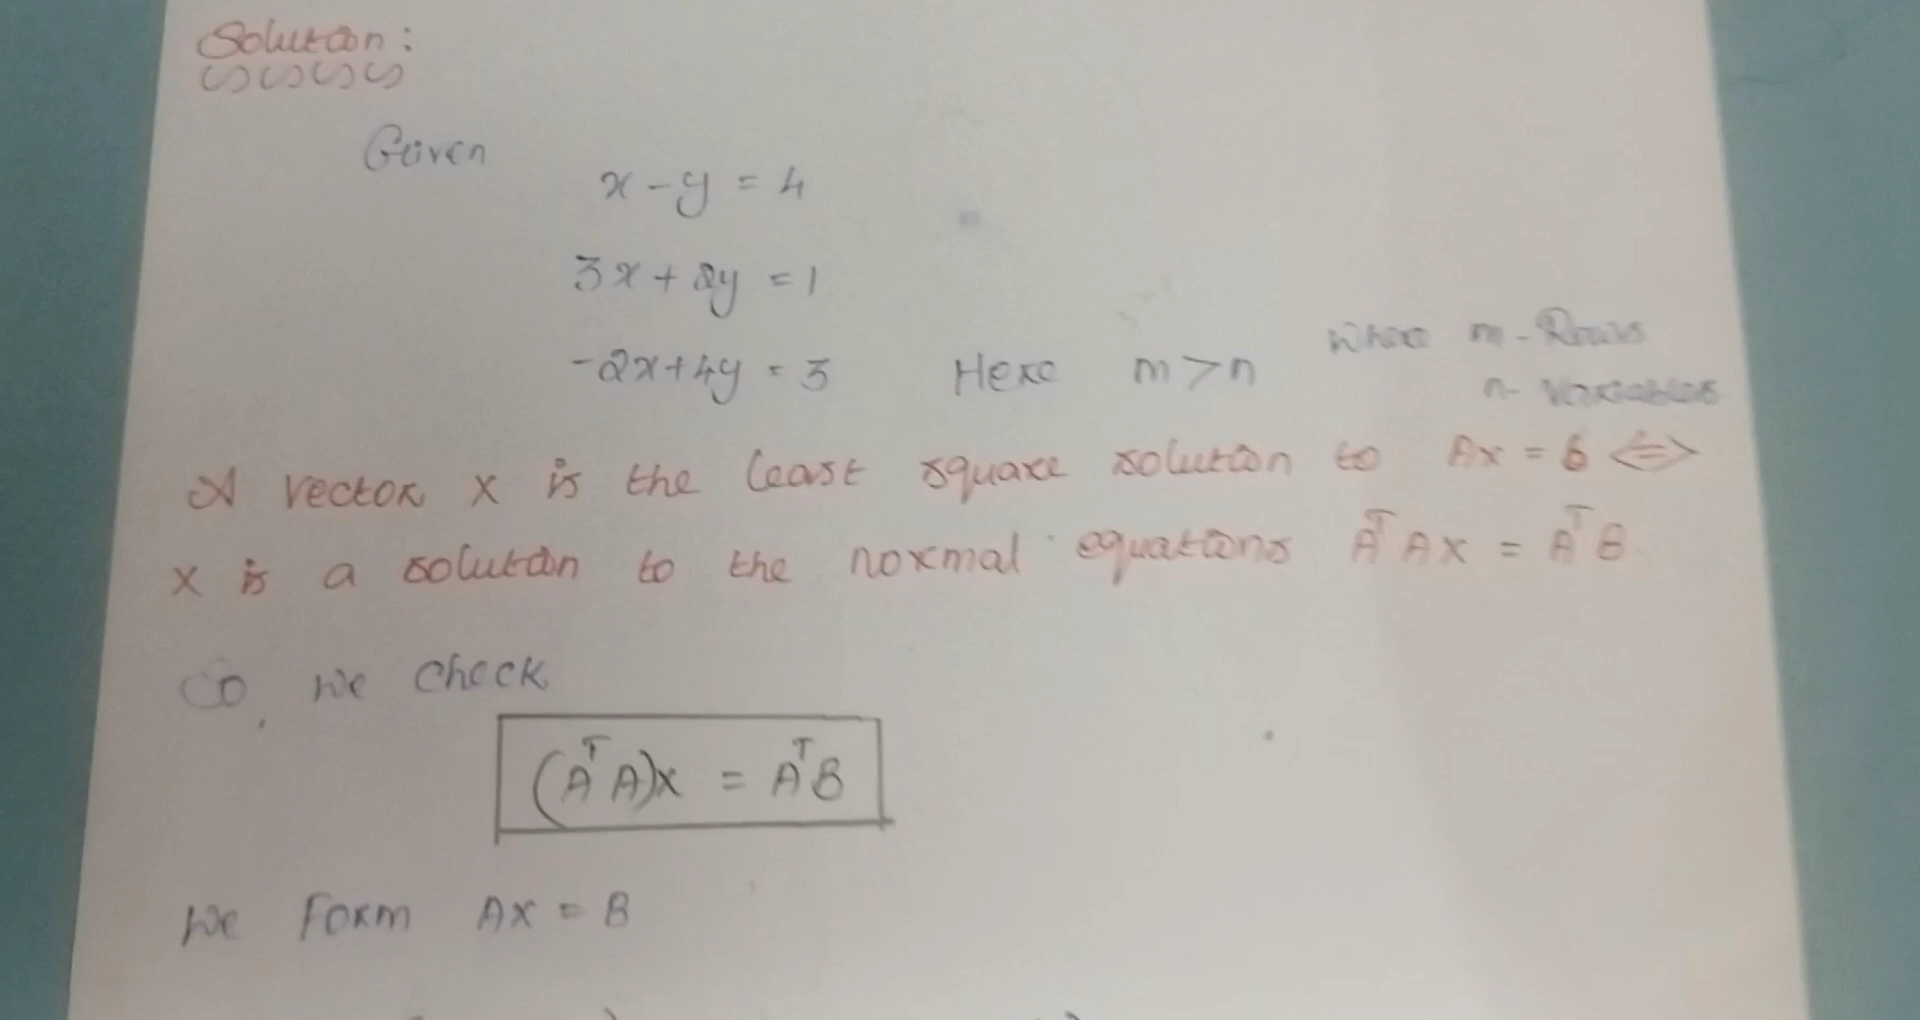 Solution:
Given
x - y = 4
3x + 2y = 1
-2x + 4y = 3 Here m > n where m - Rows
n - Variables
A vector x is the least square solution to Ax = b ⇔
x is a solution to the normal equations AᵀAx = AᵀB.
So, we check
(AᵀA)x = AᵀB
We Form Ax = B